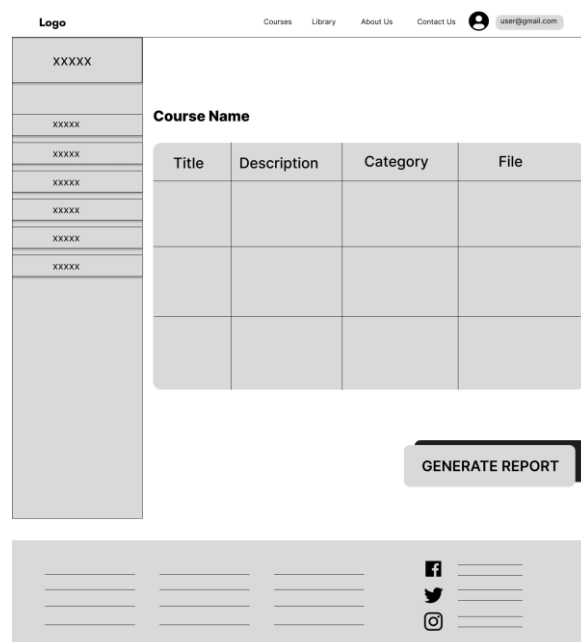 Logo
Courses Library About Us Contact Us user@gmail.com
XXXXX
XXXXX
XXXXX
XXXXX
XXXXX
XXXXX
XXXXX
Course Name
Title Description Category File
GENERATE REPORT